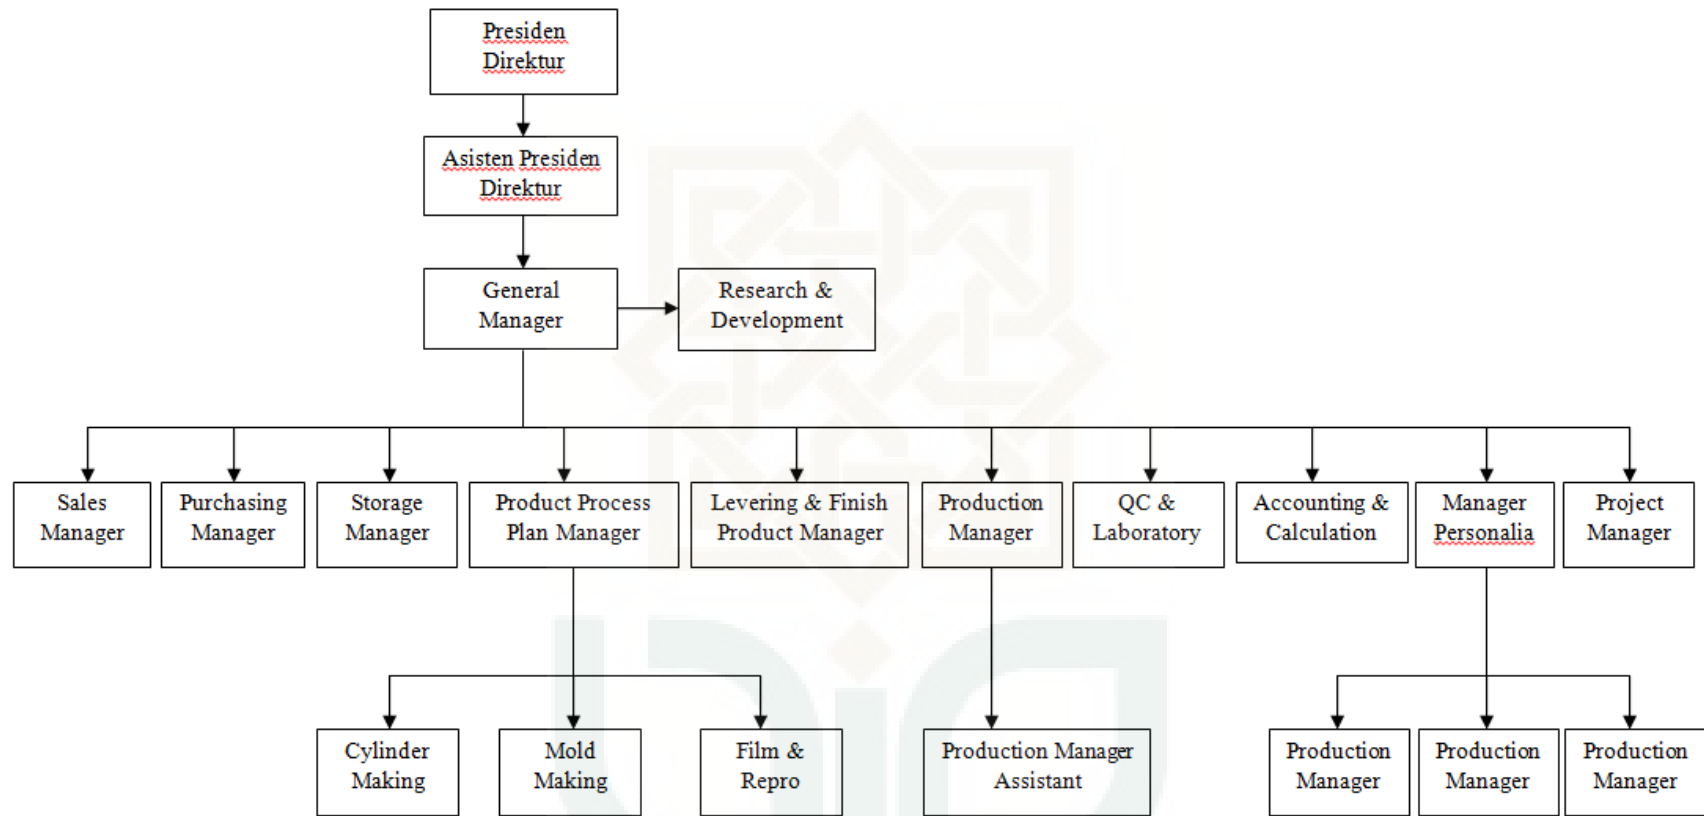 Presiden
Direktur
Asisten Presiden
Direktur
General
Manager
Research &
Development
Sales
Manager
Purchasing
Manager
Storage
Manager
Product Process
Plan Manager
Levering & Finish
Product Manager
Production
Manager
QC &
Laboratory
Accounting &
Calculation
Manager
Personalia
Project
Manager
Cylinder
Making
Mold
Making
Film &
Repro
Production Manager
Assistant
Production
Manager
Production
Manager
Production
Manager